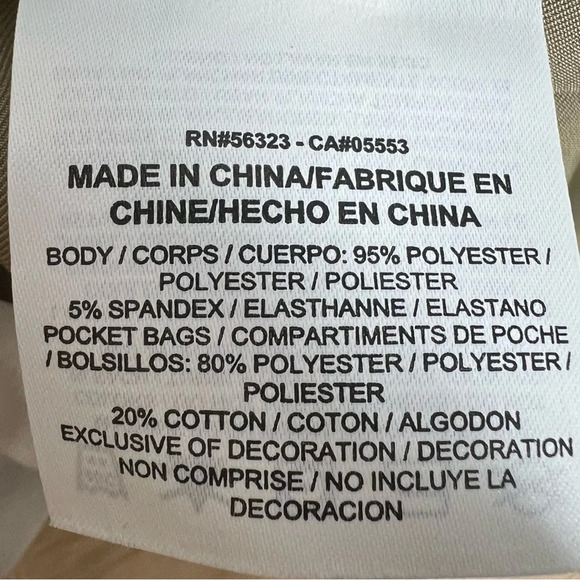 RN#56323 - CA#05553
MADE IN CHINA/FABRIQUE EN
CHINE/HECHO EN CHINA
BODY / CORPS / CUERPO: 95% POLYESTER /
POLYESTER / POLIESTER
5% SPANDEX / ELASTHANNE / ELASTANO
POCKET BAGS / COMPARTIMENTS DE POCHE
/ BOLSILLOS: 80% POLYESTER / POLYESTER /
POLIESTER
20% COTTON / COTON / ALGODON
EXCLUSIVE OF DECORATION / DECORATION
NON COMPRISE / NO INCLUYE LA
DECORACION